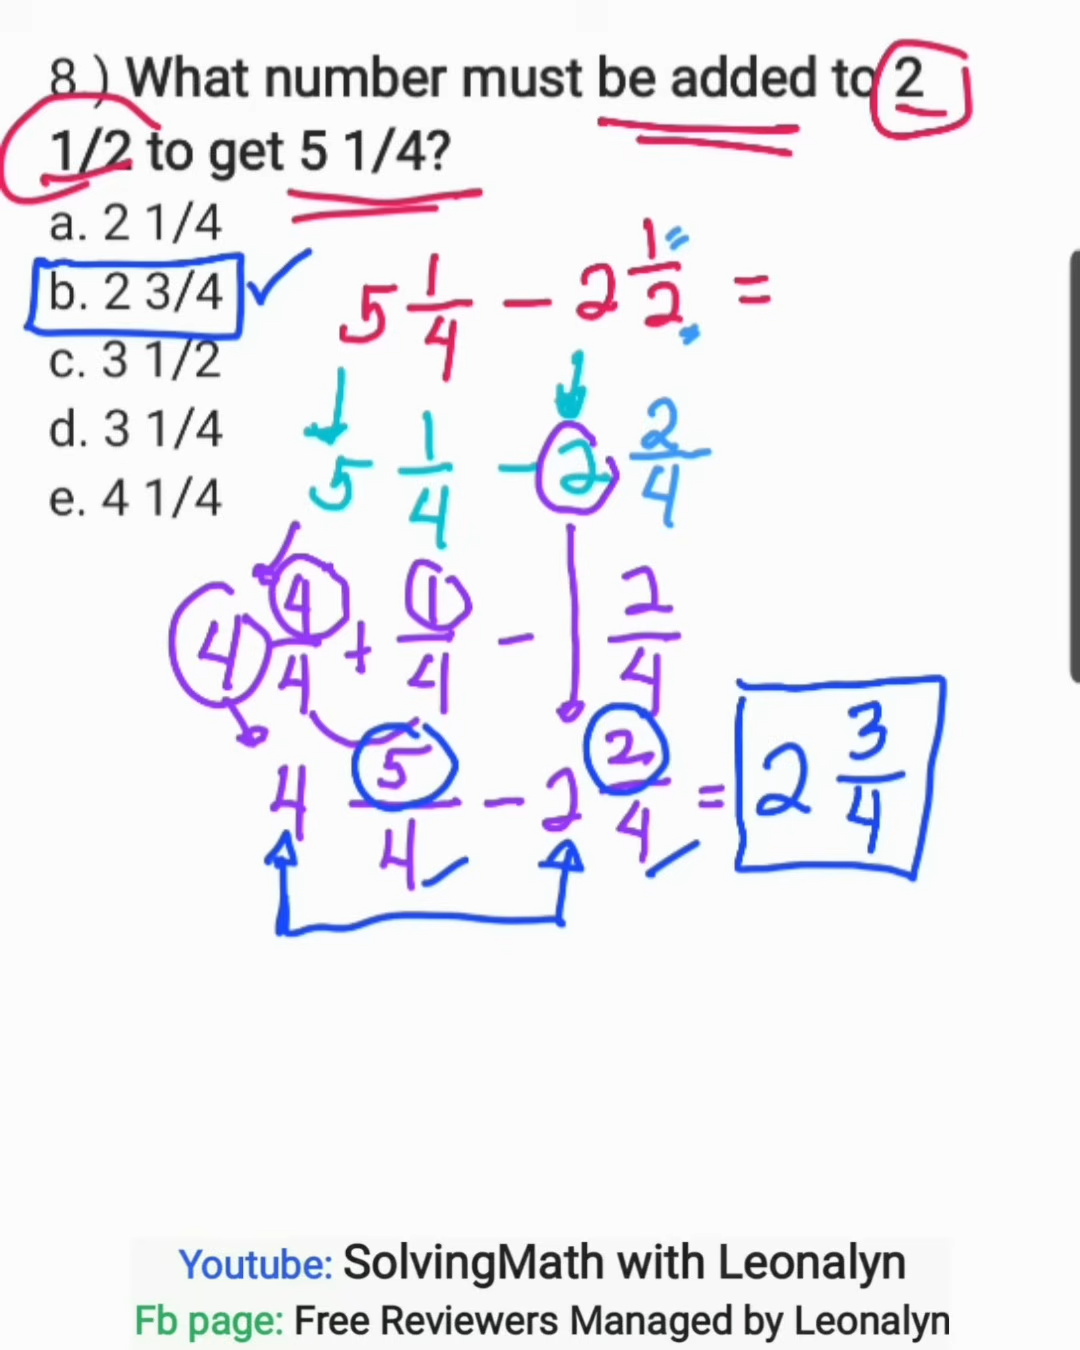 8 ) What number must be added to 2
1/2 to get 5 1/4?
a. 2 1/4
b. 2 3/4
c. 3 1/2
d. 3 1/4
e. 4 1/4
5 1/4 - 2 1/2 =
5 1/4 - 2 2/4
4 4/4 + 1/4 - 2/4
4 5/4 - 2 2/4 = 2 3/4
Youtube: SolvingMath with Leonalyn
Fb page: Free Reviewers Managed by Leonalyn